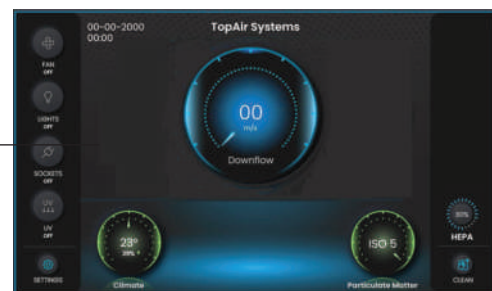 00-00-2000
00:00
TopAir Systems
FAN
OFF
LIGHTS
OFF
SOCKETS
OFF
UV
UV
OFF
SETTINGS
00
m/s
Downflow
23°
Climate
ISO 5
Particulate Matter
HEPA
CLEAN